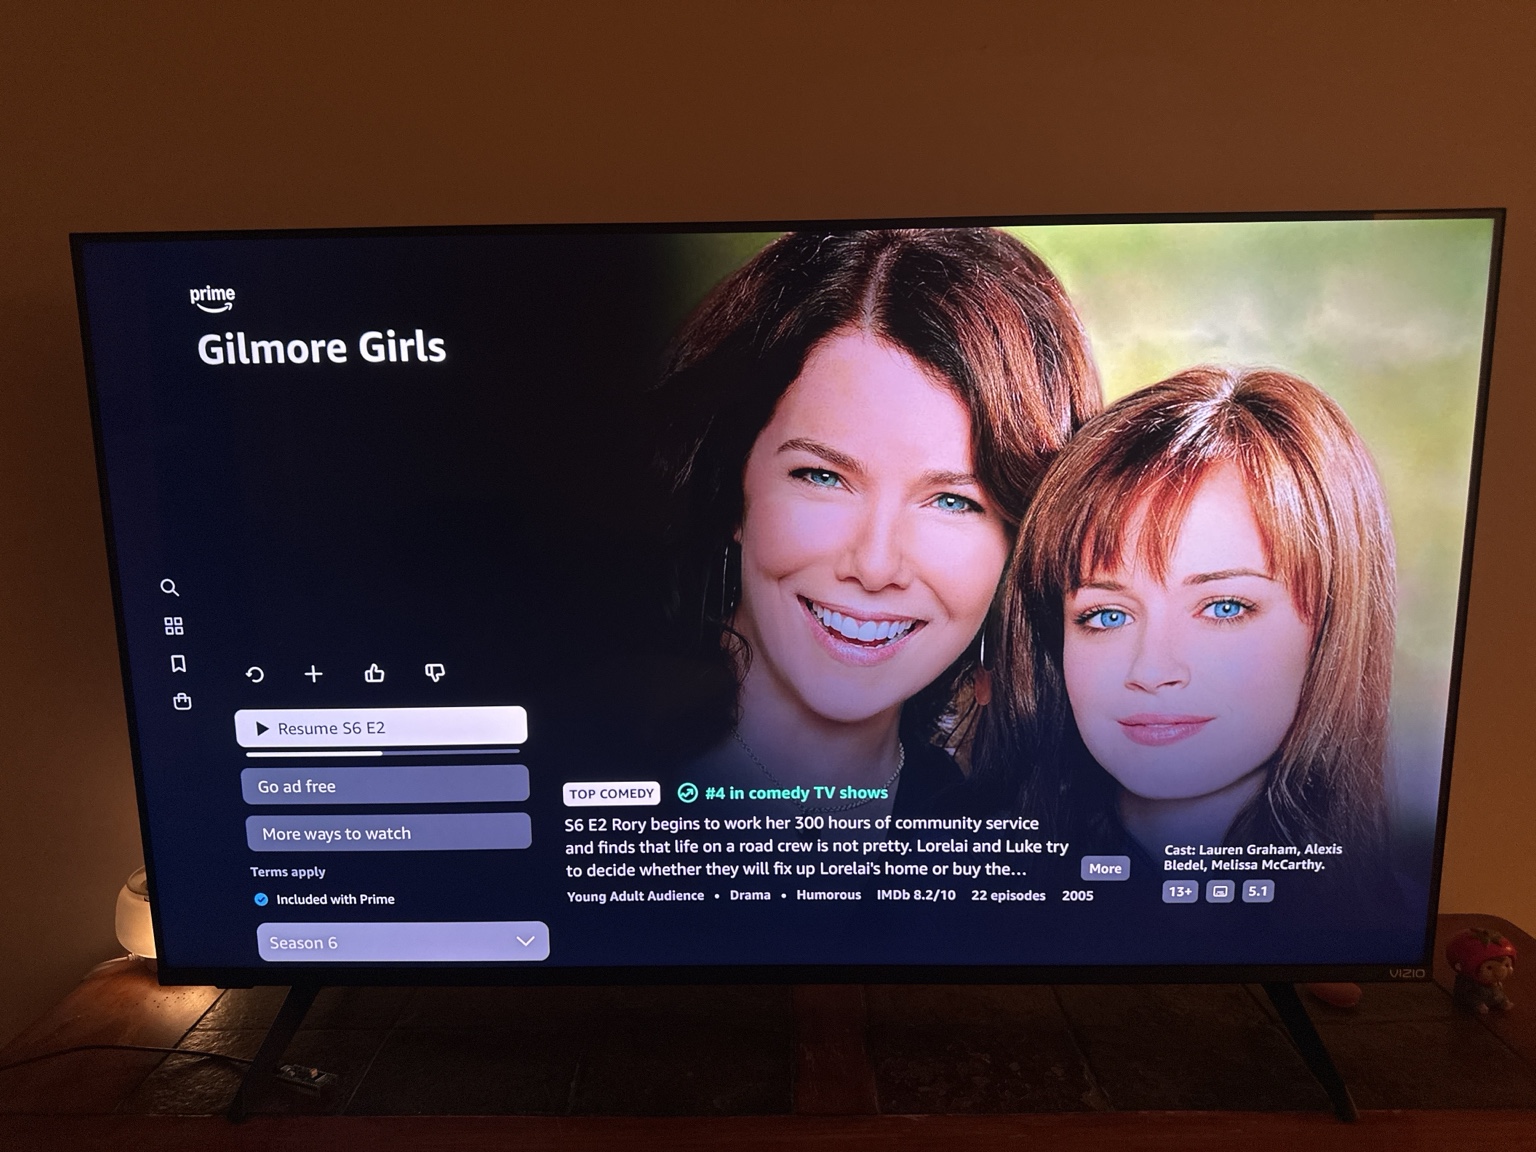 prime
Gilmore Girls
Resume S6 E2
Go ad free
More ways to watch
Terms apply
Included with Prime
Season 6
TOP COMEDY
#4 in comedy TV shows
S6 E2 Rory begins to work her 300 hours of community service
and finds that life on a road crew is not pretty. Lorelai and Luke try
to decide whether they will fix up Lorelai's home or buy the...
More
Young Adult Audience • Drama • Humorous IMDb 8.2/10 22 episodes 2005
Cast: Lauren Graham, Alexis
Bledel, Melissa McCarthy.
13+ 5.1
VIZIO